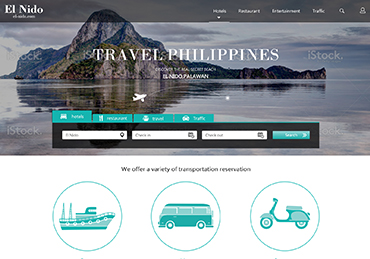 El Nido
el-nido.com
Hotels Restaurant Entertainment Traffic
iStock. iStock. iStock.
TRAVEL PHILIPPINES
DISCOVER THE REAL SECRET BEACH
EL NIDO, PALAWAN
hotels restaurant travel Traffic
El Nido Check in Check out Search
We offer a variety of transportation reservation